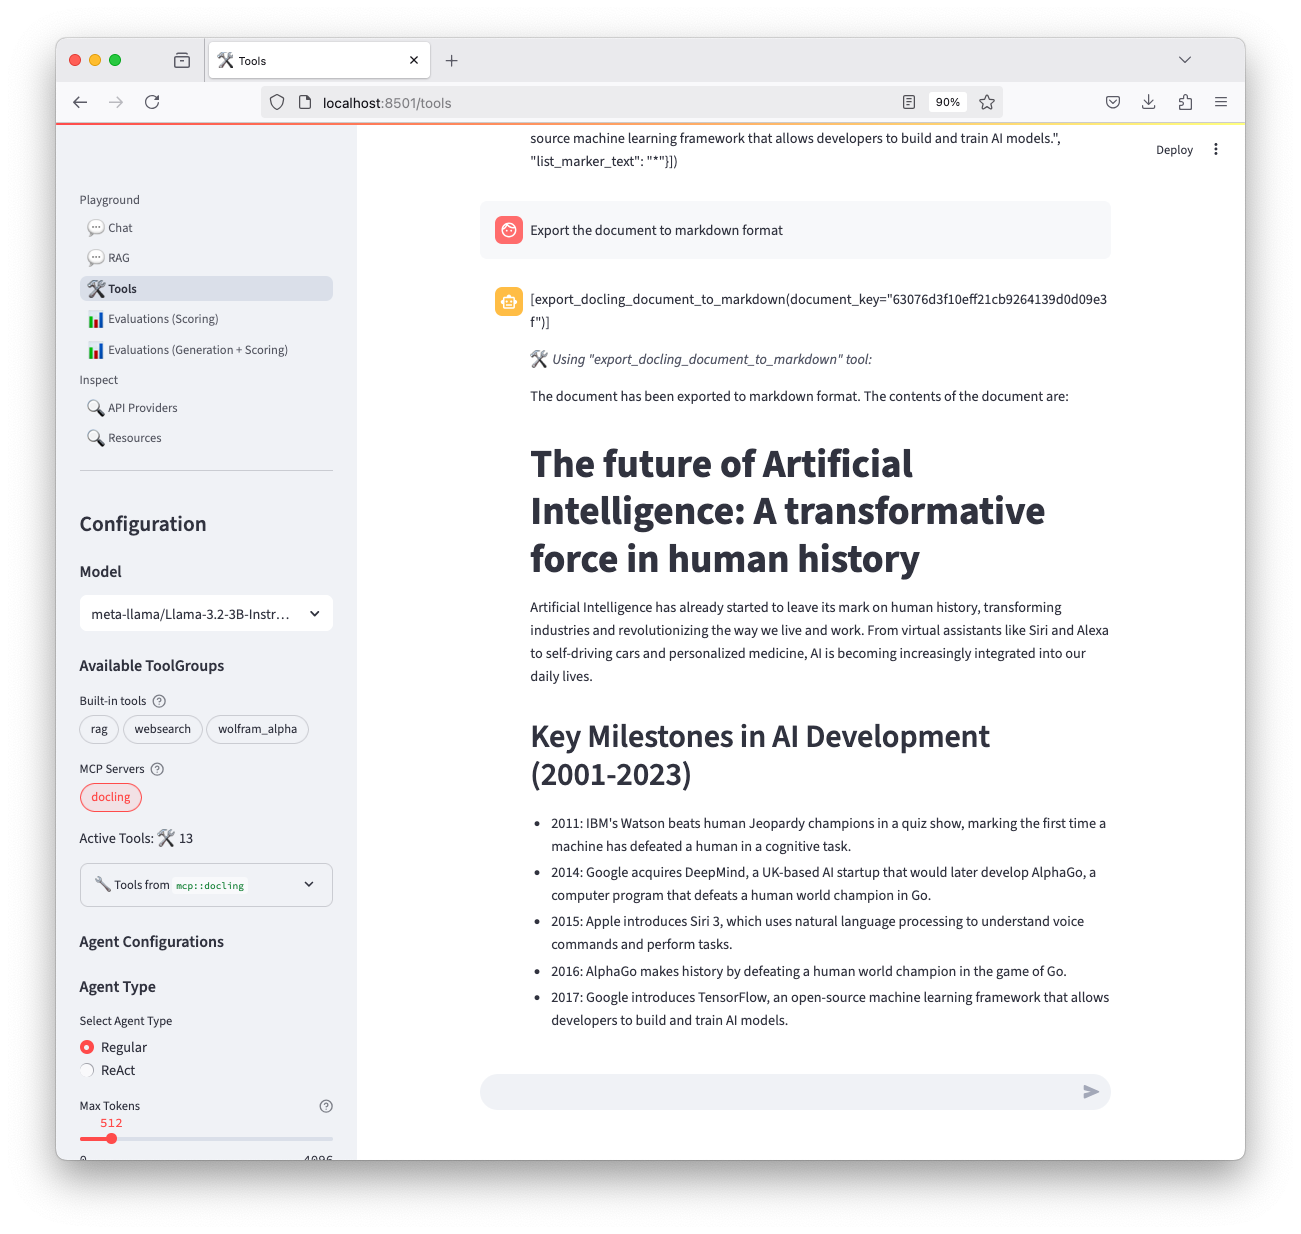 Tools
localhost:8501/tools
90%
Deploy
Playground
Chat
RAG
Tools
Evaluations (Scoring)
Evaluations (Generation + Scoring)
Inspect
API Providers
Resources
Configuration
Model
meta-llama/Llama-3.2-3B-Instr...
Available ToolGroups
Built-in tools
rag
websearch
wolfram_alpha
MCP Servers
docling
Active Tools: 13
Tools from mcp::docling
Agent Configurations
Agent Type
Select Agent Type
Regular
ReAct
Max Tokens
512
0
4096
source machine learning framework that allows developers to build and train AI models.",
"list_marker_text": "*"}])
Export the document to markdown format
[export_docling_document_to_markdown(document_key="63076d3f10eff21cb9264139d0d09e3
f")]
Using "export_docling_document_to_markdown" tool:
The document has been exported to markdown format. The contents of the document are:
The future of Artificial
Intelligence: A transformative
force in human history
Artificial Intelligence has already started to leave its mark on human history, transforming
industries and revolutionizing the way we live and work. From virtual assistants like Siri and Alexa
to self-driving cars and personalized medicine, AI is becoming increasingly integrated into our
daily lives.
Key Milestones in AI Development
(2001-2023)
• 2011: IBM's Watson beats human Jeopardy champions in a quiz show, marking the first time a
machine has defeated a human in a cognitive task.
• 2014: Google acquires DeepMind, a UK-based AI startup that would later develop AlphaGo, a
computer program that defeats a human world champion in Go.
• 2015: Apple introduces Siri 3, which uses natural language processing to understand voice
commands and perform tasks.
• 2016: AlphaGo makes history by defeating a human world champion in the game of Go.
• 2017: Google introduces TensorFlow, an open-source machine learning framework that allows
developers to build and train AI models.